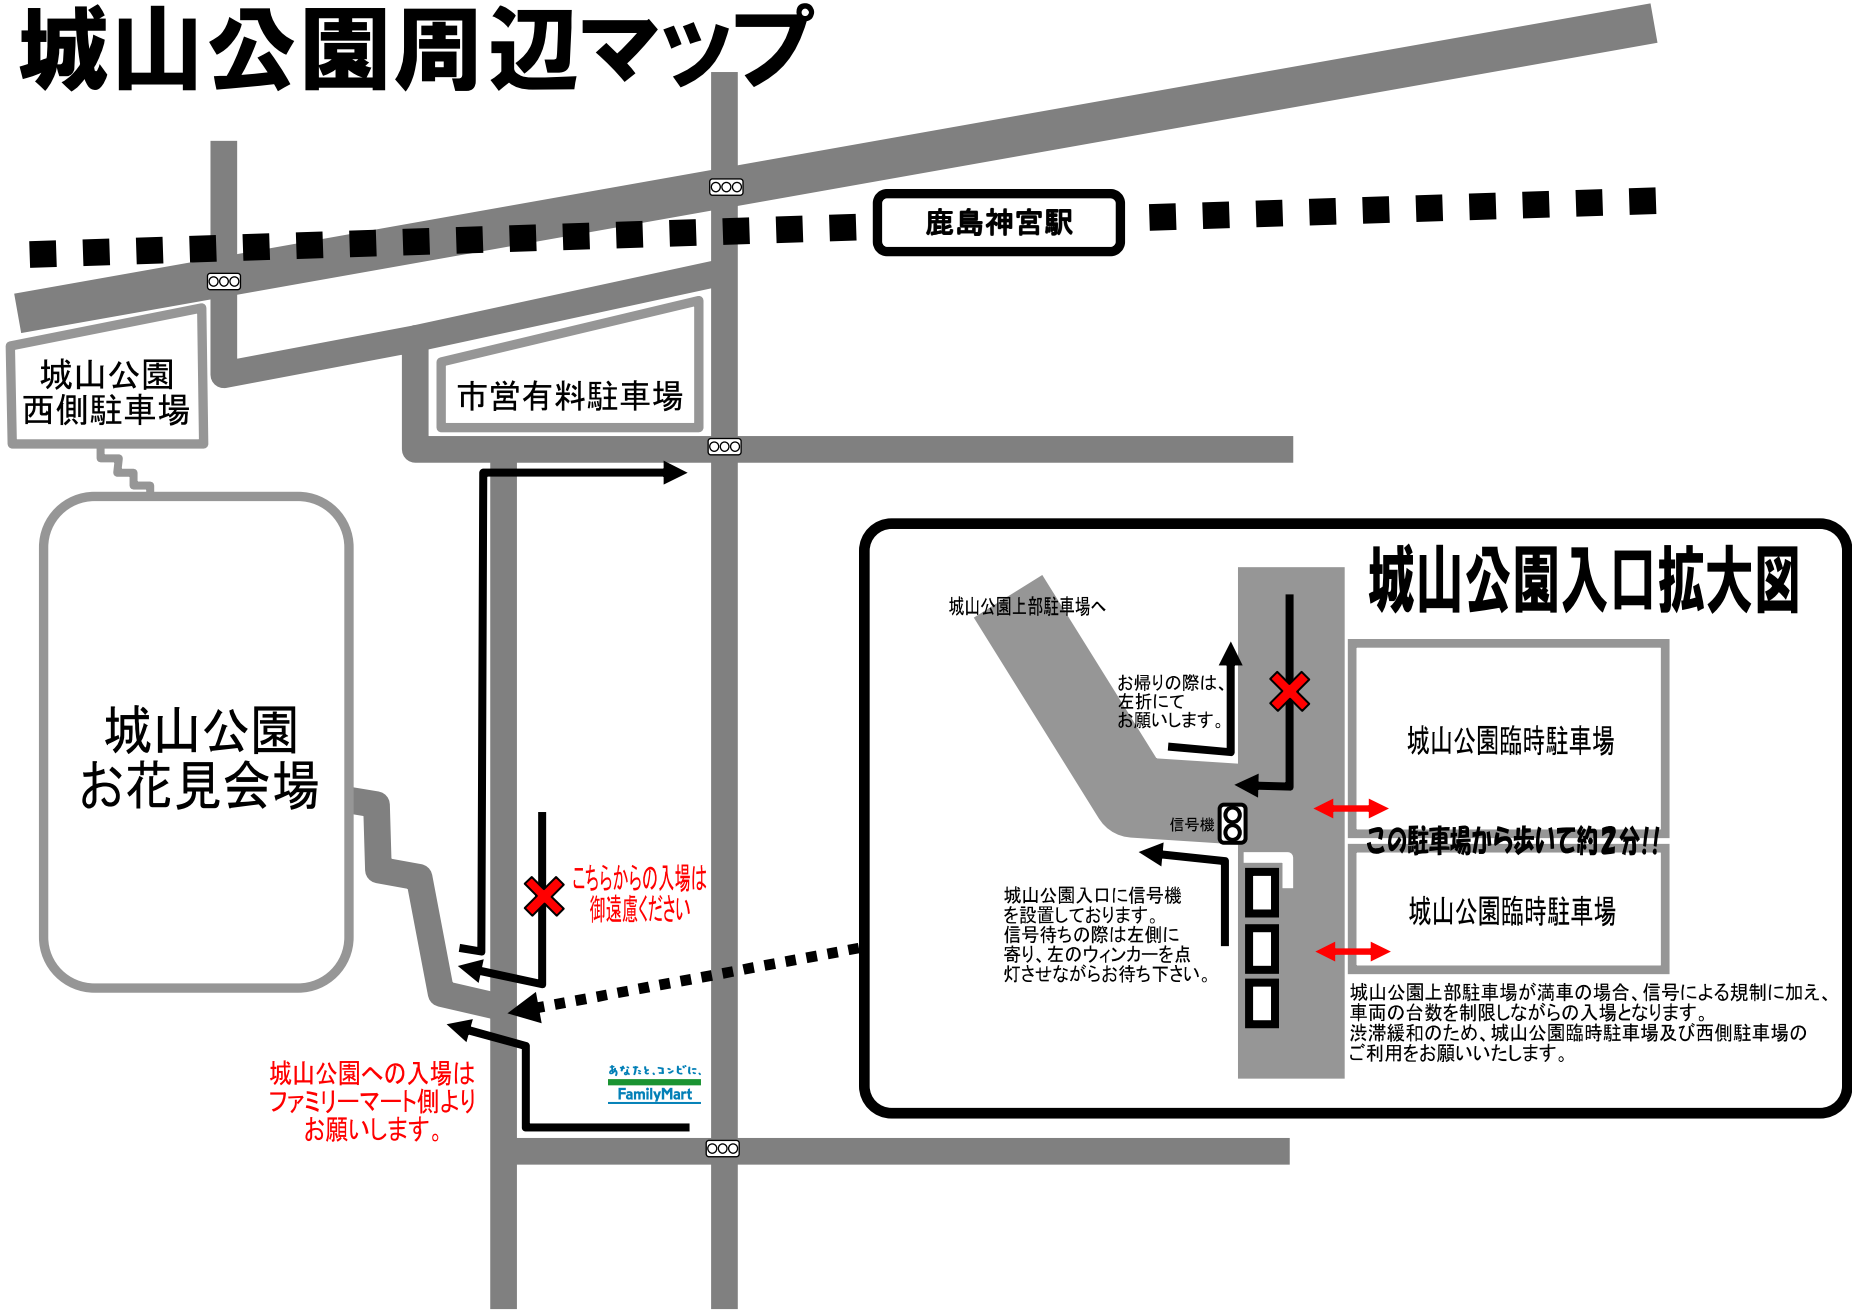 城山公園周辺マップ
鹿島神宮駅
城山公園
西側駐車場
市営有料駐車場
城山公園
お花見会場
こちらからの入場は
御遠慮ください
城山公園への入場は
ファミリーマート側より
お願いします。
あなたと、コンビに、
FamilyMart
城山公園入口拡大図
城山公園上部駐車場へ
お帰りの際は、
左折にて
お願いします。
信号機
城山公園入口に信号機
を設置しております。
信号待ちの際は左側に
寄り、左のウィンカーを点
灯させながらお待ち下さい。
城山公園臨時駐車場
この駐車場から歩いて約2分!!
城山公園臨時駐車場
城山公園上部駐車場が満車の場合、信号による規制に加え、
車両の台数を制限しながらの入場となります。
渋滞緩和のため、城山公園臨時駐車場及び西側駐車場の
ご利用をお願いいたします。